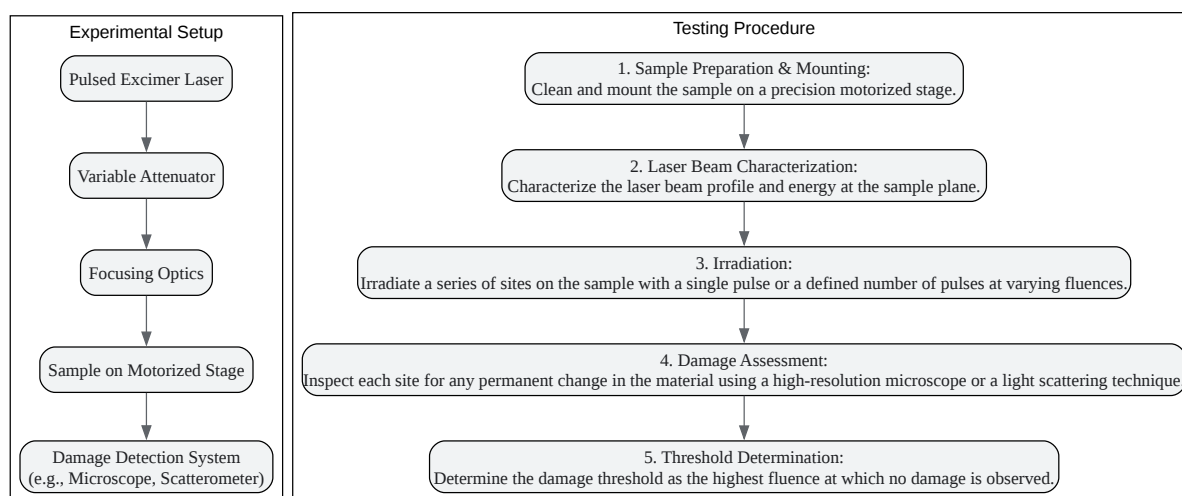 Experimental Setup
Pulsed Excimer Laser
Variable Attenuator
Focusing Optics
Sample on Motorized Stage
Damage Detection System
(e.g., Microscope, Scatterometer)
Testing Procedure
1. Sample Preparation & Mounting:
Clean and mount the sample on a precision motorized stage.
2. Laser Beam Characterization:
Characterize the laser beam profile and energy at the sample plane.
3. Irradiation:
Irradiate a series of sites on the sample with a single pulse or a defined number of pulses at varying fluences.
4. Damage Assessment:
Inspect each site for any permanent change in the material using a high-resolution microscope or a light scattering technique.
5. Threshold Determination:
Determine the damage threshold as the highest fluence at which no damage is observed.